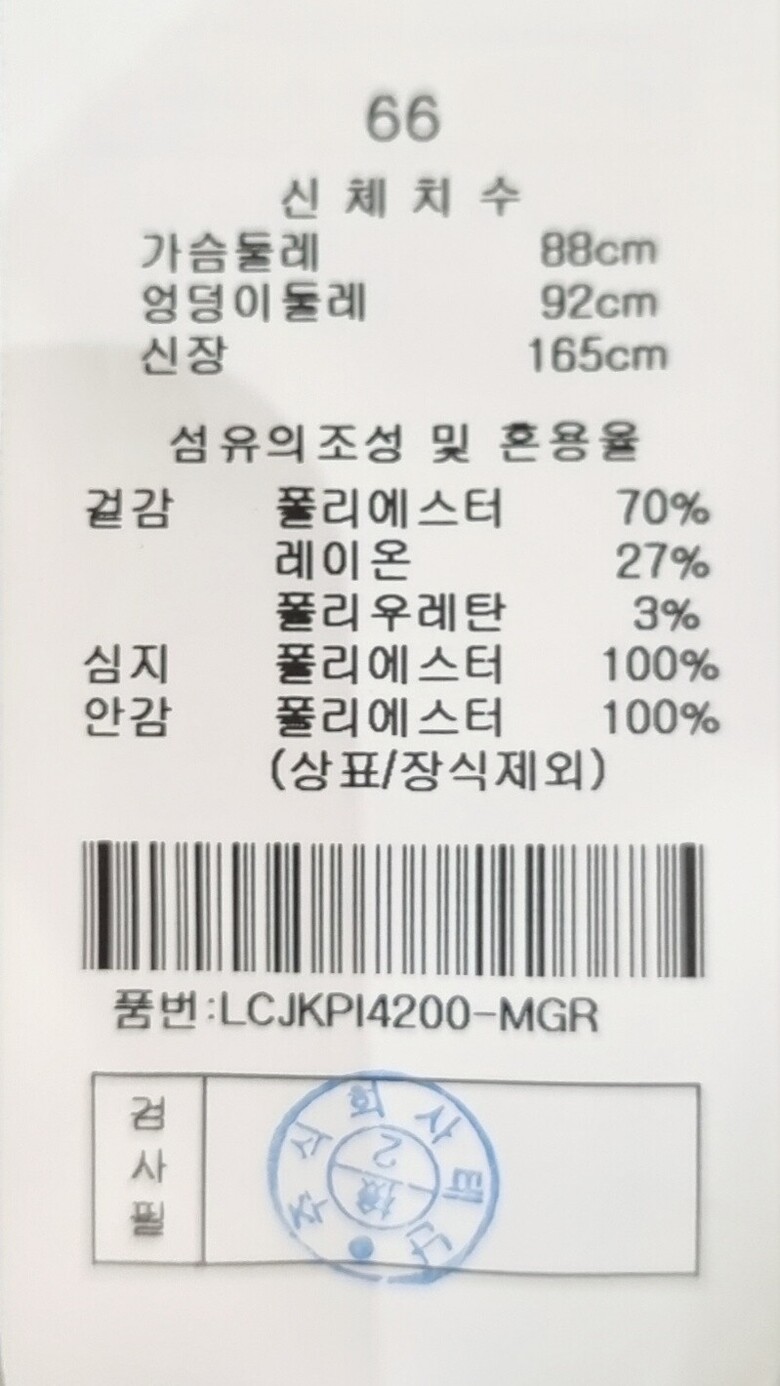 66
신체치수
가슴둘레 88cm
엉덩이둘레 92cm
신장 165cm
섬유의조성 및 혼용율
겉감 폴리에스터 70%
레이온 27%
폴리우레탄 3%
심지 폴리에스터 100%
안감 폴리에스터 100%
(상표/장식제외)
품번:LCJKPI4200-MGR
검사필
檢
2